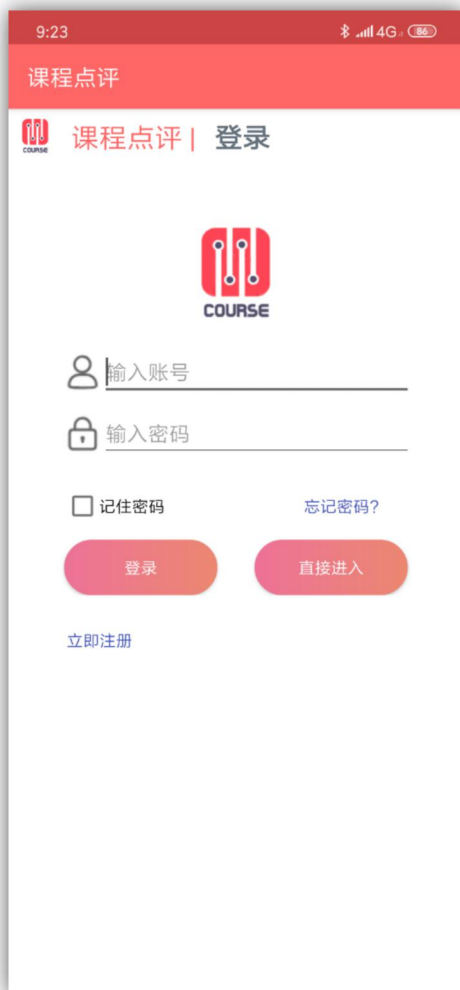 9:23 4G 86
课程点评
COURSE 课程点评 | 登录
COURSE
输入账号
输入密码
记住密码 忘记密码?
登录 直接进入
立即注册